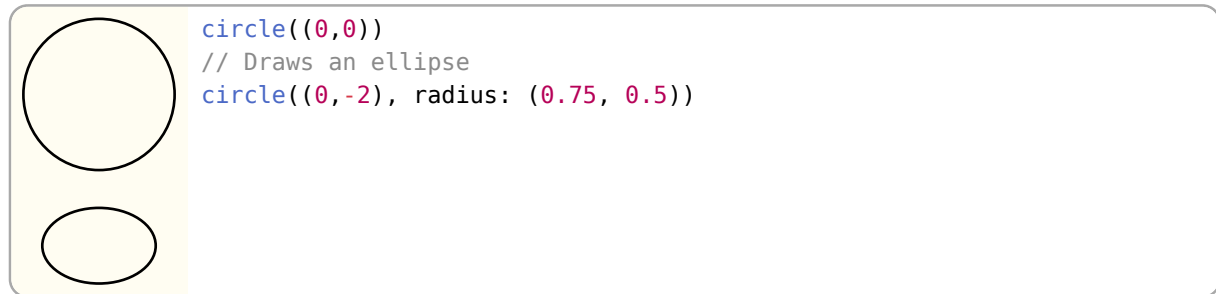 circle((0,0))
// Draws an ellipse
circle((0,-2), radius: (0.75, 0.5))